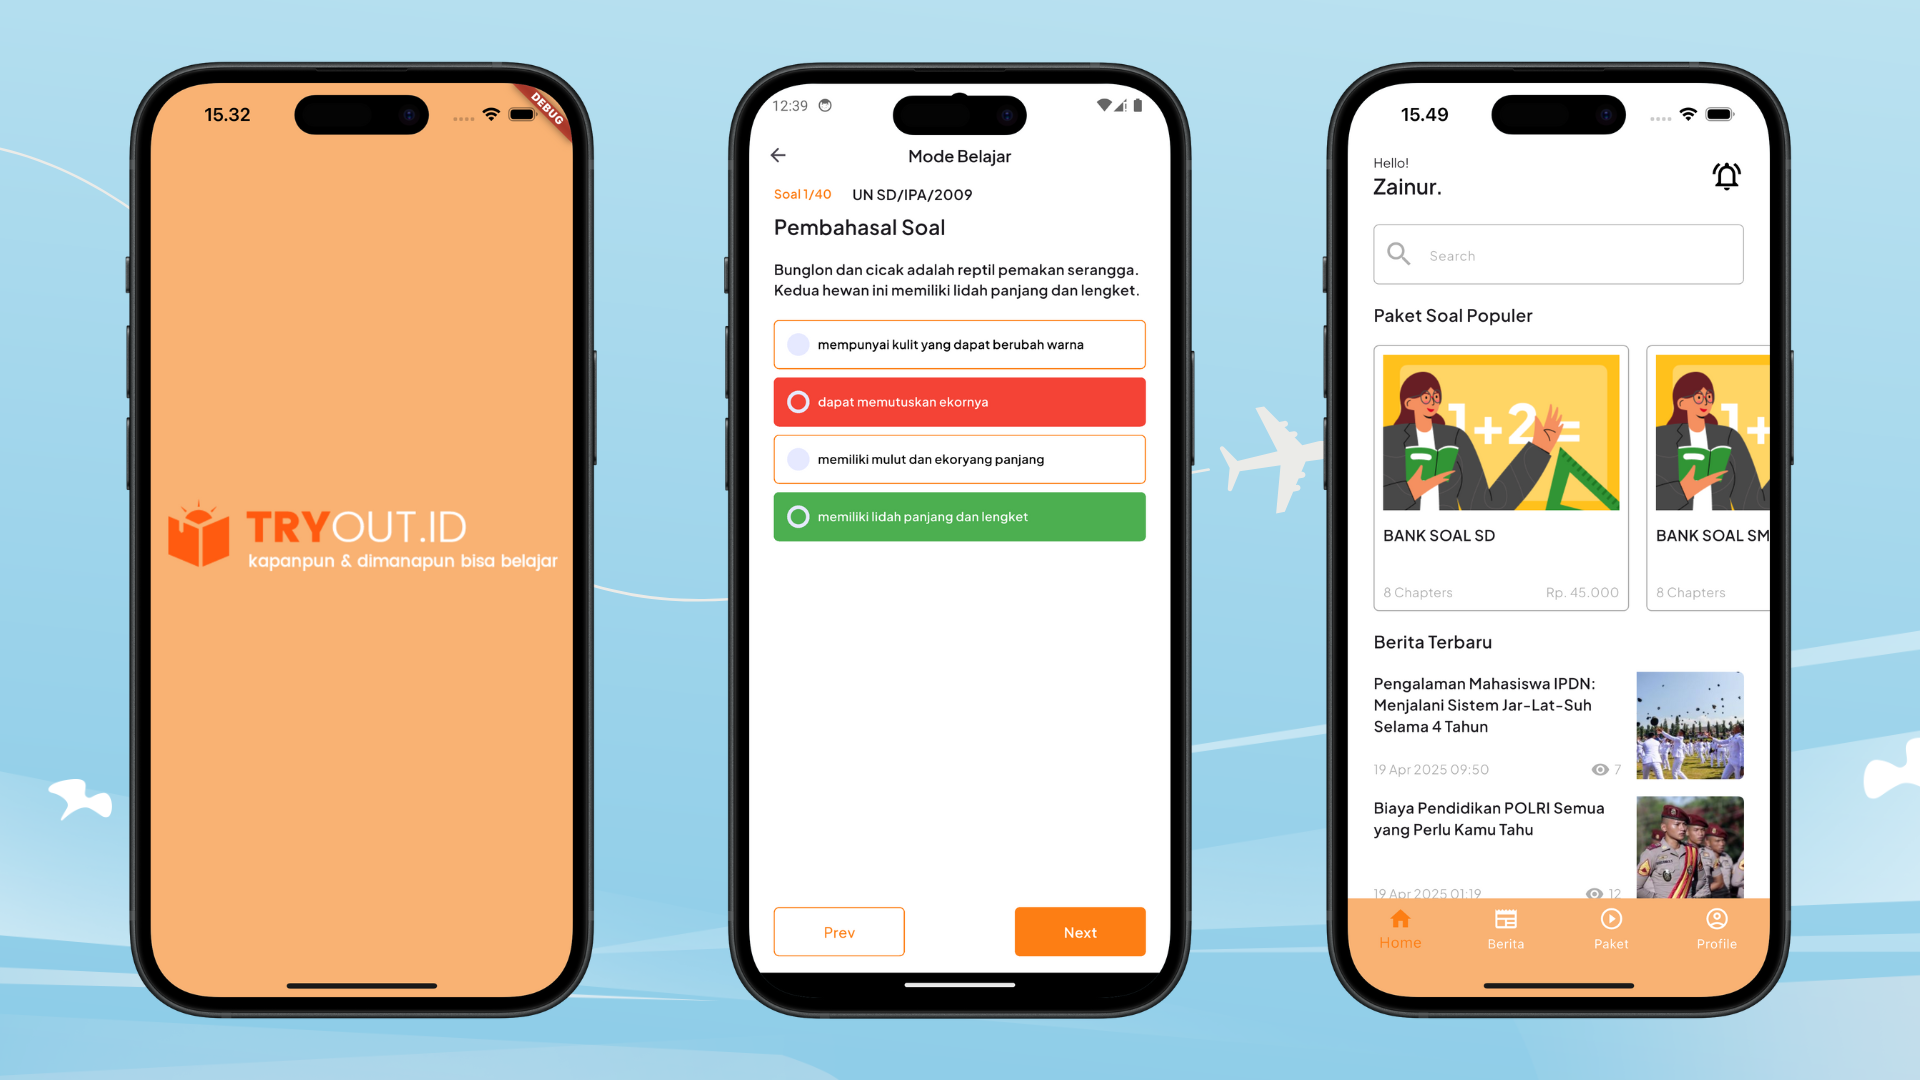 15.32
DEBUG
TRYOUT.ID
kapanpun & dimanapun bisa belajar
12:39
Mode Belajar
Soal 1/40 UN SD/IPA/2009
Pembahasal Soal
Bunglon dan cicak adalah reptil pemakan serangga.
Kedua hewan ini memiliki lidah panjang dan lengket.
mempunyai kulit yang dapat berubah warna
dapat memutuskan ekornya
memiliki mulut dan ekoryang panjang
memiliki lidah panjang dan lengket
Prev
Next
15.49
Hello!
Zainur.
Search
Paket Soal Populer
1+2=
1+
BANK SOAL SD
BANK SOAL SM
8 Chapters Rp. 45.000
8 Chapters
Berita Terbaru
Pengalaman Mahasiswa IPDN:
Menjalani Sistem Jar-Lat-Suh
Selama 4 Tahun
19 Apr 2025 09:50 7
Biaya Pendidikan POLRI Semua
yang Perlu Kamu Tahu
19 Apr 2025 01:19 12
Home
Berita
Paket
Profile